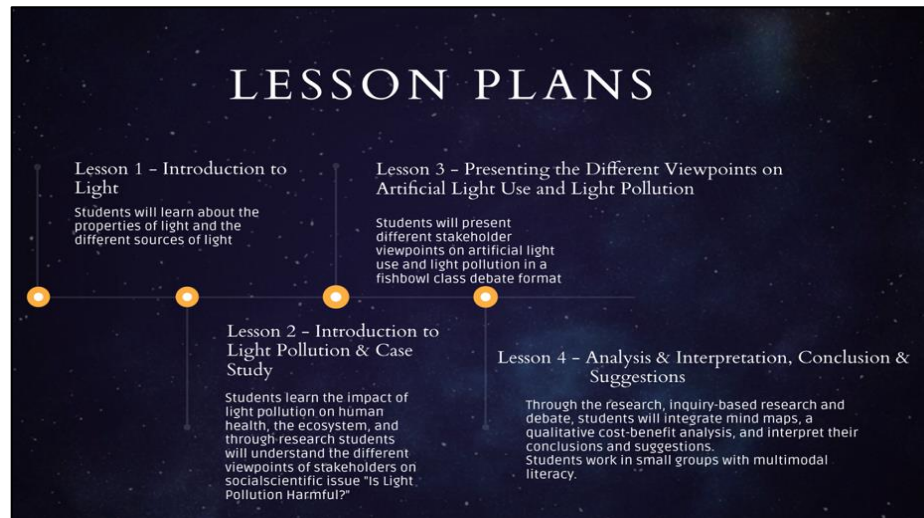 LESSON PLANS
Lesson 1 - Introduction to
Light
Students will learn about the
properties of light and the
different sources of light
Lesson 2 - Introduction to
Light Pollution & Case
Study
Students learn the impact of
light pollution on human
health, the ecosystem, and
through research students
will understand the different
viewpoints of stakeholders on
socialscientific issue "Is Light
Pollution Harmful?"
Lesson 3 - Presenting the Different Viewpoints on
Artificial Light Use and Light Pollution
Students will present
different stakeholder
viewpoints on artificial light
use and light pollution in a
fishbowl class debate format
Lesson 4 - Analysis & Interpretation, Conclusion &
Suggestions
Through the research, inquiry-based research and
debate, students will integrate mind maps, a
qualitative cost-benefit analysis, and interpret their
conclusions and suggestions.
Students work in small groups with multimodal
literacy.